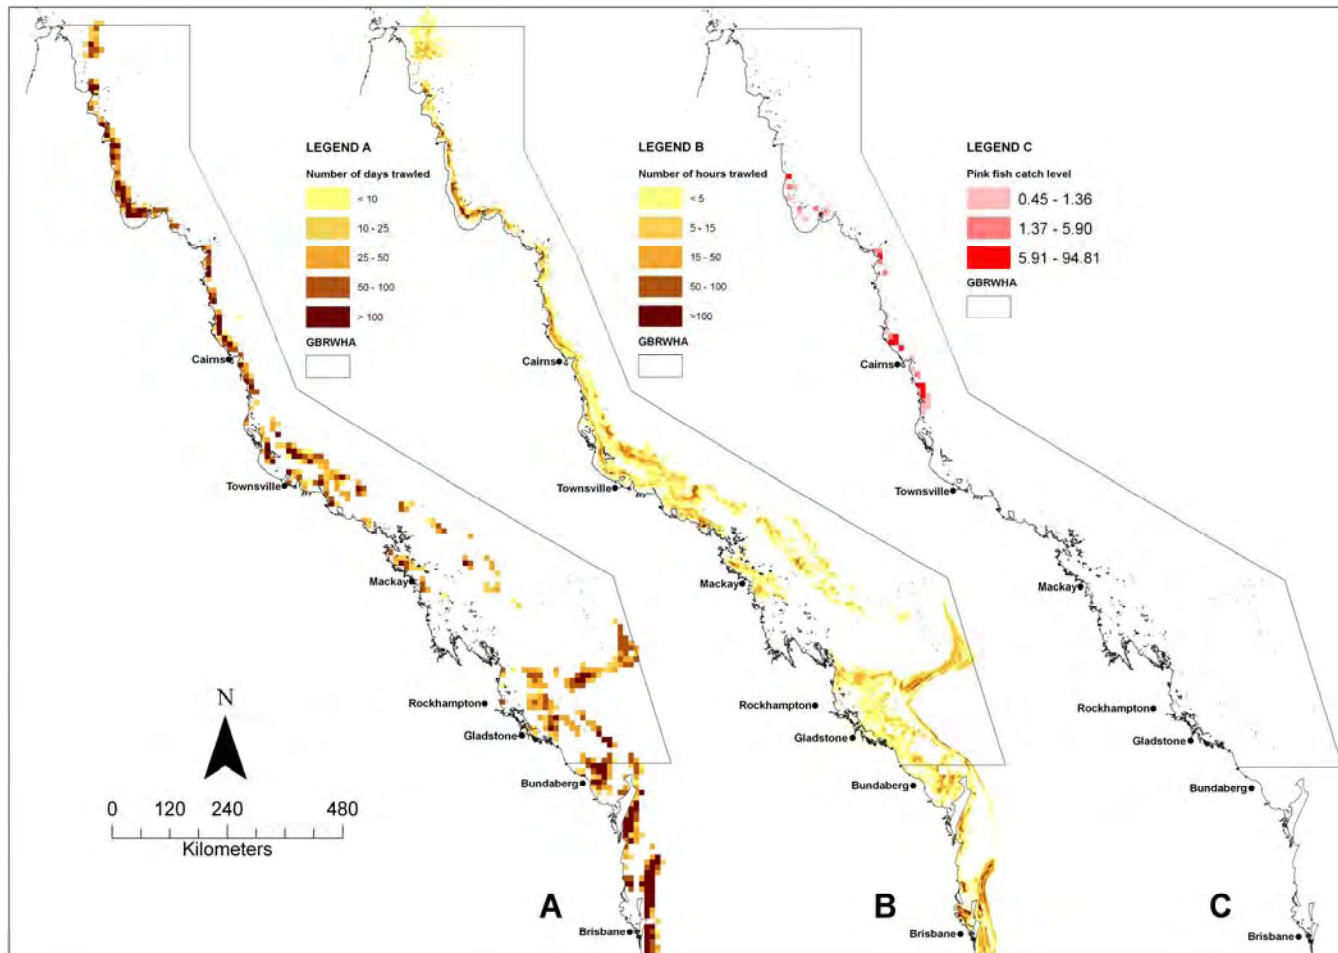 LEGEND A
Number of days trawled
< 10
10 - 25
25 - 50
50 - 100
> 100
GBRWHA
LEGEND B
Number of hours trawled
< 5
5 - 15
15 - 50
50 - 100
>100
GBRWHA
LEGEND C
Pink fish catch level
0.45 - 1.36
1.37 - 5.90
5.91 - 94.81
GBRWHA
Cairns
Townsville
Mackay
Rockhampton
Gladstone
Bundaberg
Brisbane
A
Cairns
Townsville
Mackay
Rockhampton
Gladstone
Bundaberg
Brisbane
B
Cairns
Townsville
Mackay
Rockhampton
Gladstone
Bundaberg
Brisbane
C
N
0 120 240 480
Kilometers